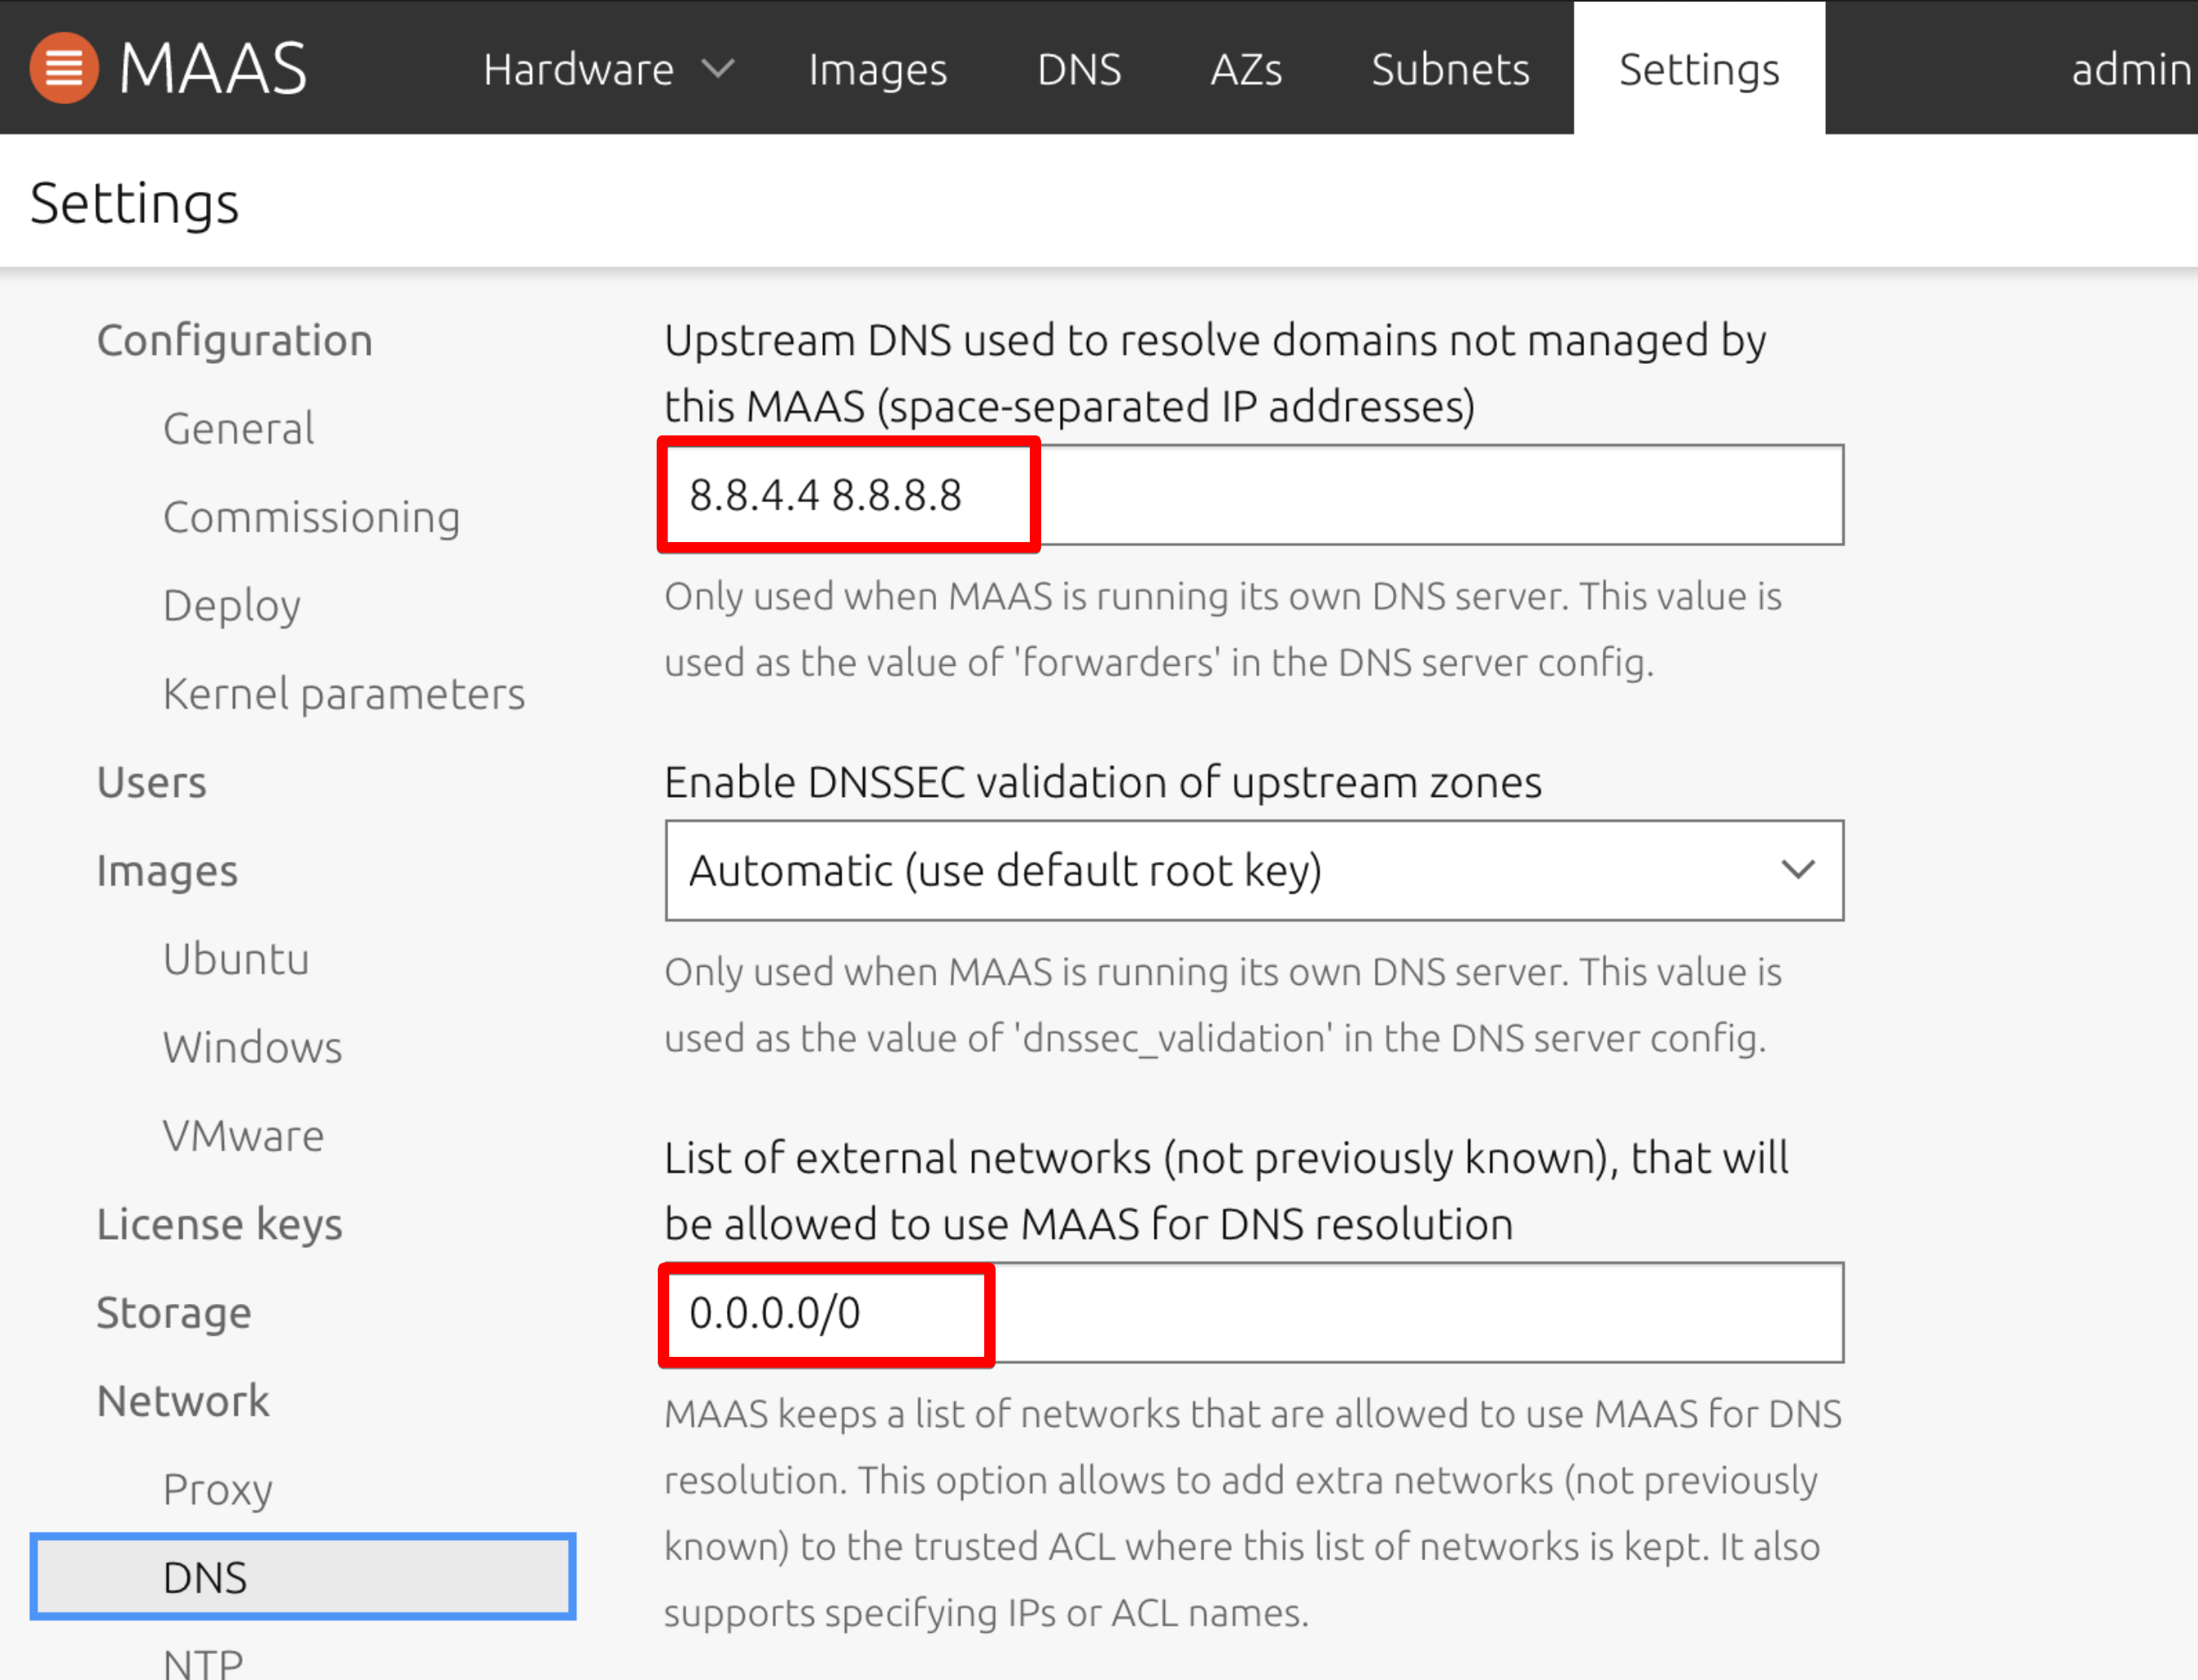 MAAS
Hardware
Images
DNS
AZs
Subnets
Settings
admin
Settings
Configuration
General
Commissioning
Deploy
Kernel parameters
Users
Images
Ubuntu
Windows
VMware
License keys
Storage
Network
Proxy
DNS
NTP
Upstream DNS used to resolve domains not managed by
this MAAS (space-separated IP addresses)
8.8.4.4 8.8.8.8
Only used when MAAS is running its own DNS server. This value is
used as the value of 'forwarders' in the DNS server config.
Enable DNSSEC validation of upstream zones
Automatic (use default root key)
Only used when MAAS is running its own DNS server. This value is
used as the value of 'dnssec_validation' in the DNS server config.
List of external networks (not previously known), that will
be allowed to use MAAS for DNS resolution
0.0.0.0/0
MAAS keeps a list of networks that are allowed to use MAAS for DNS
resolution. This option allows to add extra networks (not previously
known) to the trusted ACL where this list of networks is kept. It also
supports specifying IPs or ACL names.